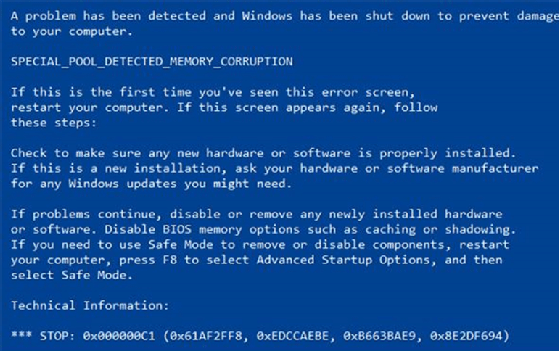 A problem has been detected and Windows has been shut down to prevent damage
to your computer.
SPECIAL_POOL_DETECTED_MEMORY_CORRUPTION
If this is the first time you've seen this error screen,
restart your computer. If this screen appears again, follow
these steps:
Check to make sure any new hardware or software is properly installed.
If this is a new installation, ask your hardware or software manufacturer
for any Windows updates you might need.
If problems continue, disable or remove any newly installed hardware
or software. Disable BIOS memory options such as caching or shadowing.
If you need to use Safe Mode to remove or disable components, restart
your computer, press F8 to select Advanced Startup Options, and then
select Safe Mode.
Technical Information:
*** STOP: 0x000000C1 (0x61AF2FF8, 0xEDCCAEBE, 0xB663BAE9, 0x8E2DF694)